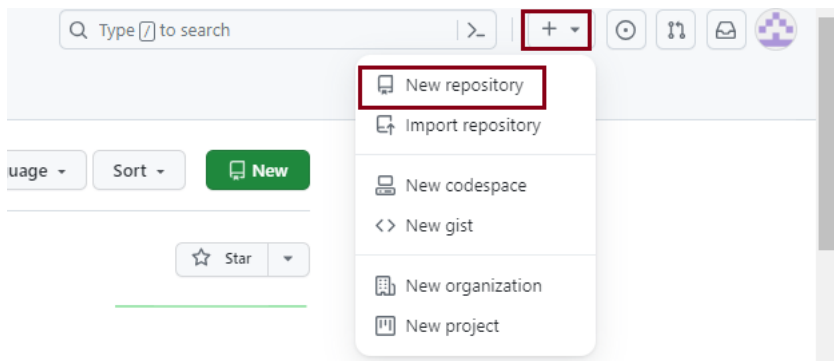 Type / to search
New repository
Import repository
uage
Sort
New
New codespace
New gist
Star
New organization
New project